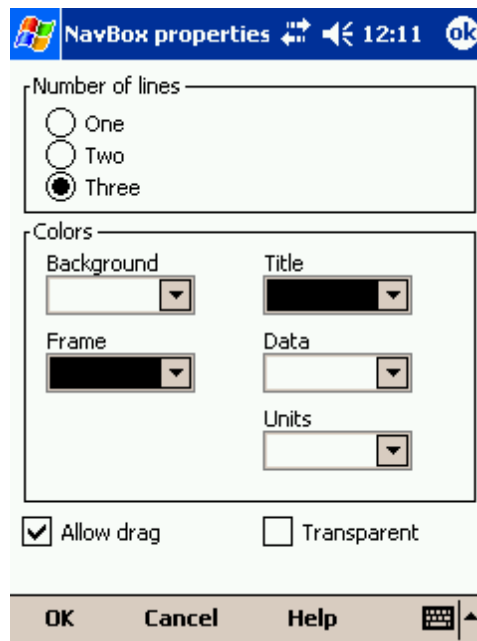 NavBox properties 12:11 ok
Number of lines
One
Two
Three
Colors
Background Title
Frame Data
Units
Allow drag Transparent
OK Cancel Help